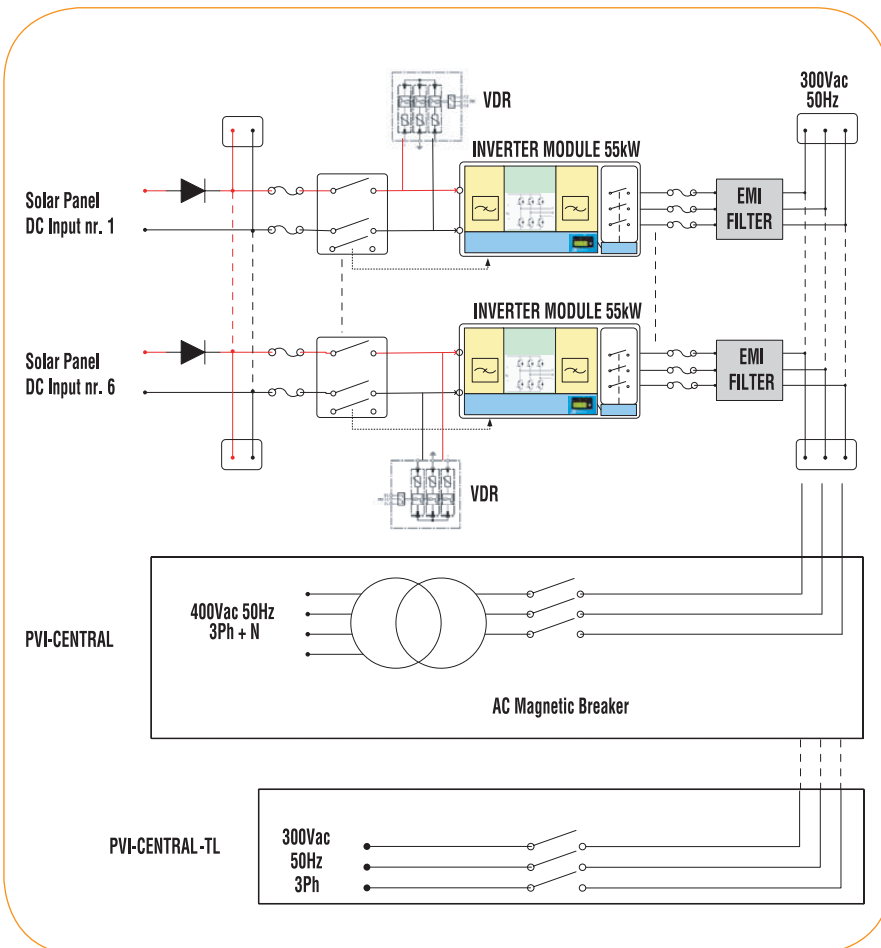 VDR
300Vac
50Hz
INVERTER MODULE 55kW
Solar Panel
DC Input nr. 1
EMI
FILTER
INVERTER MODULE 55kW
Solar Panel
DC Input nr. 6
EMI
FILTER
VDR
400Vac 50Hz
3Ph + N
PVI-CENTRAL
AC Magnetic Breaker
PVI-CENTRAL-TL
300Vac
50Hz
3Ph